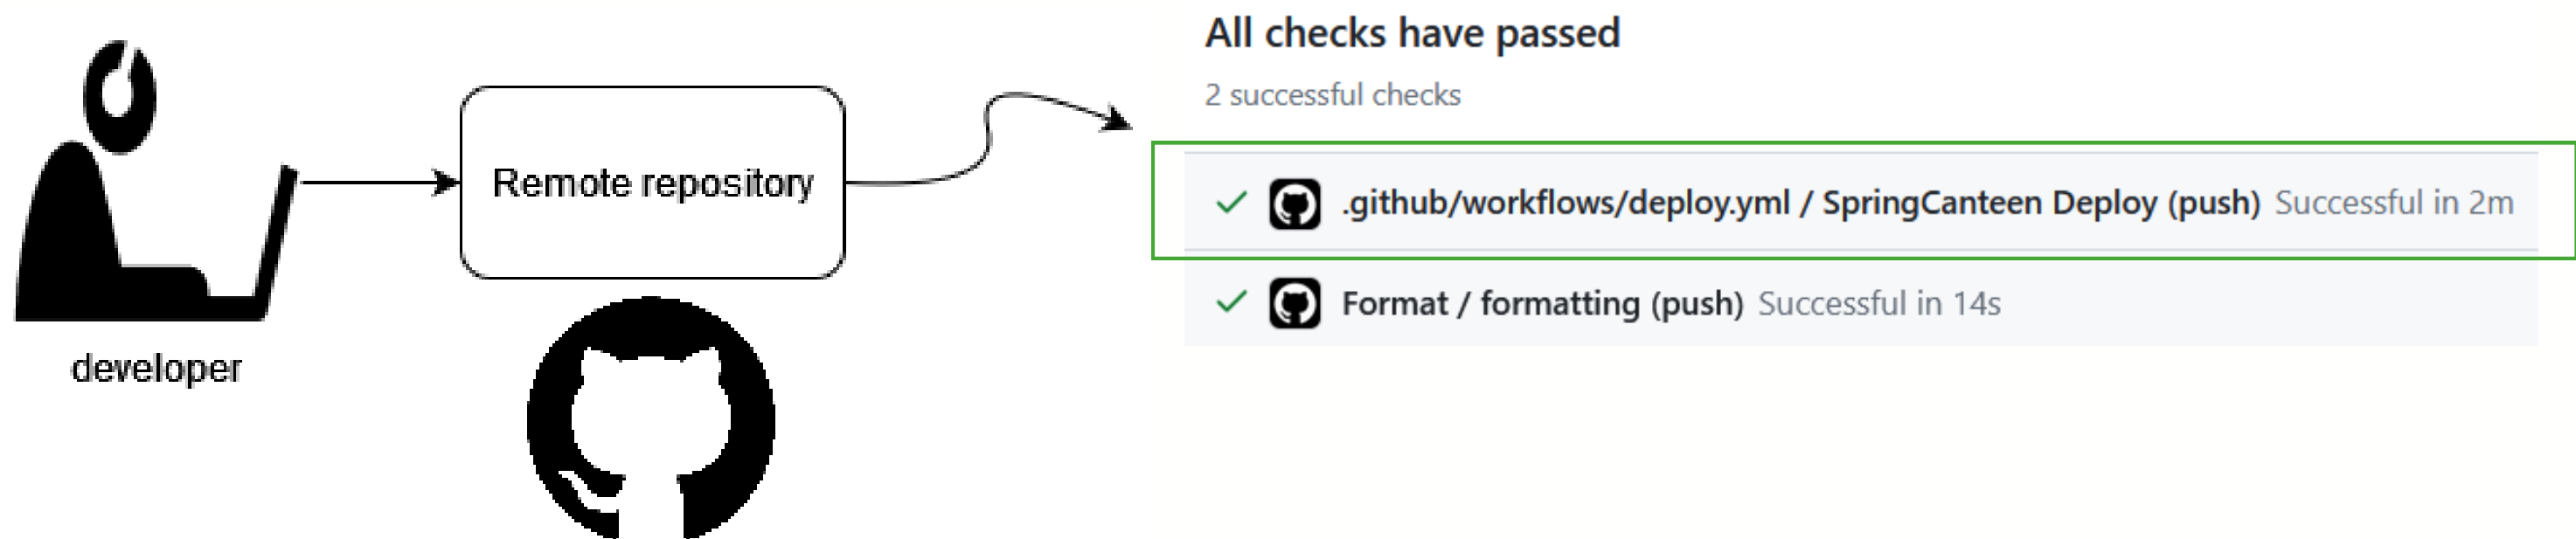 developer
Remote repository
All checks have passed
2 successful checks
.github/workflows/deploy.yml / SpringCanteen Deploy (push) Successful in 2m
Format / formatting (push) Successful in 14s